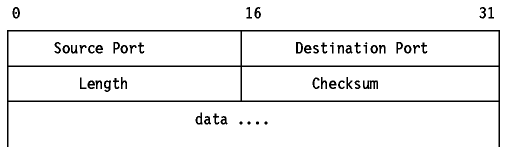 0 16 31
Source Port Destination Port
Length Checksum
data ....